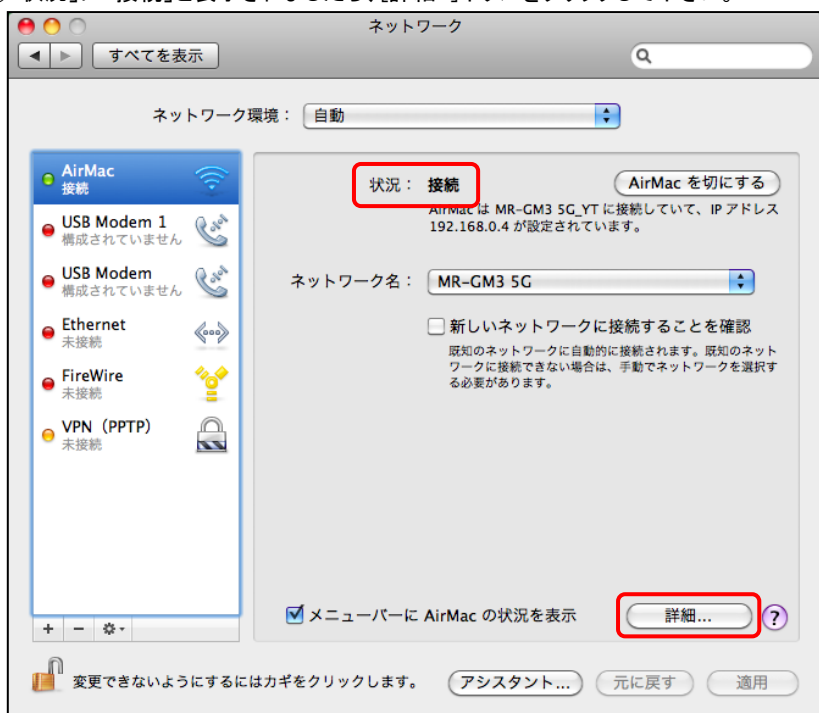 ネットワーク
すべてを表示
ネットワーク環境： 自動
AirMac
接続
USB Modem 1
構成されていません
USB Modem
構成されていません
Ethernet
未接続
FireWire
未接続
VPN（PPTP）
未接続
状況： 接続
AirMac を切にする
AirMac は MR-GM3 5G_YT に接続していて、IP アドレス
192.168.0.4 が設定されています。
ネットワーク名： MR-GM3 5G
新しいネットワークに接続することを確認
既知のネットワークに自動的に接続されます。既知のネット
ワークに接続できない場合は、手動でネットワークを選択す
る必要があります。
メニューバーに AirMac の状況を表示
詳細...
?
変更できないようにするにはカギをクリックします。
アシスタント...
元に戻す
適用